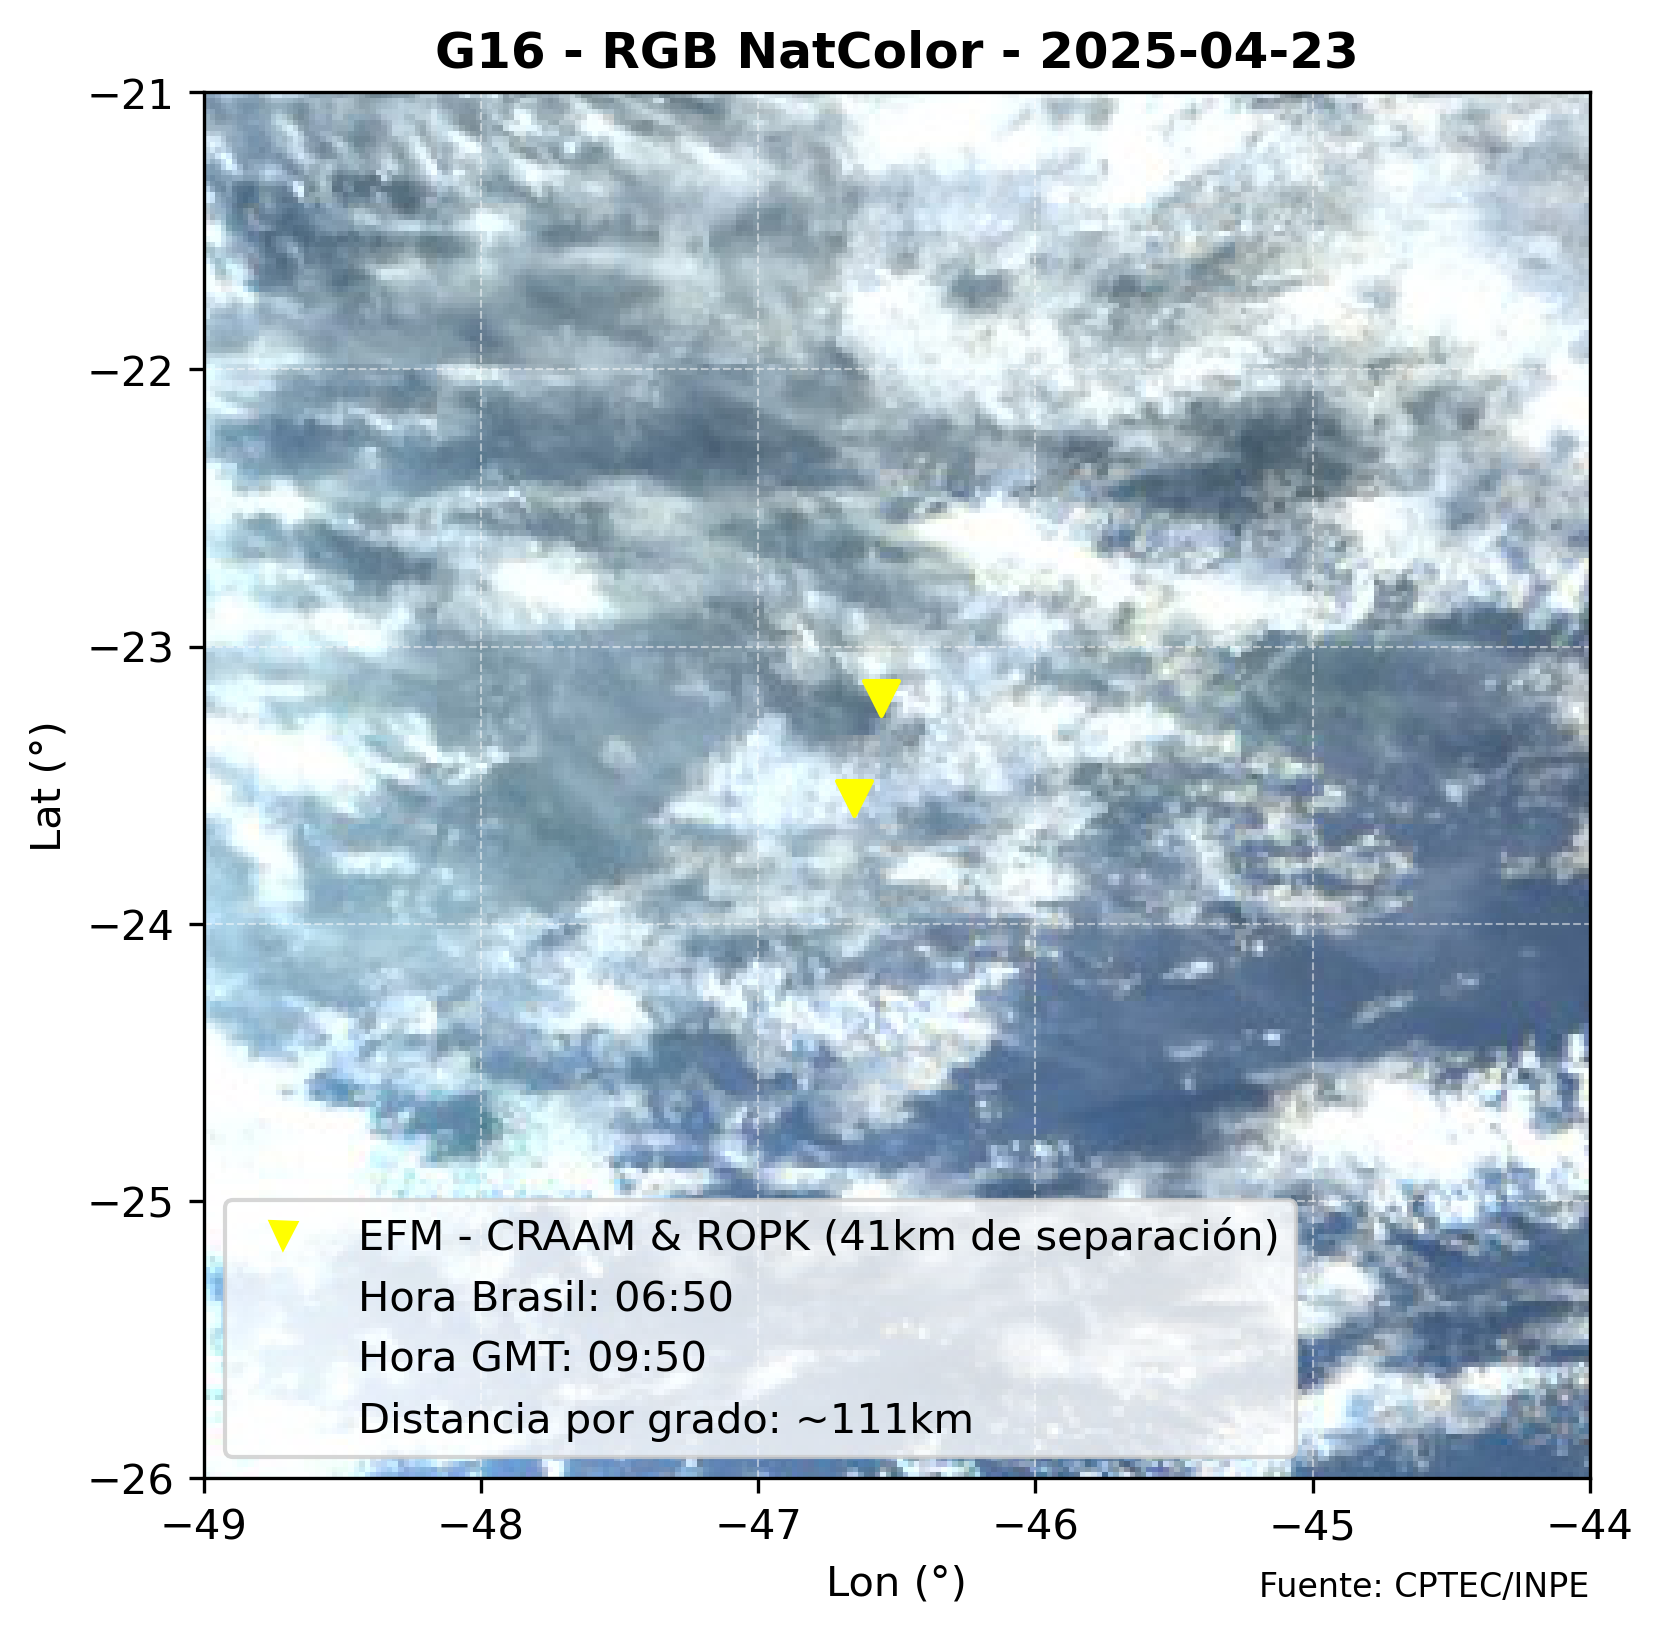 G16 - RGB NatColor - 2025-04-23
−21
−22
−23
−24
−25
−26
Lat (°)
EFM - CRAAM & ROPK (41km de separación)
Hora Brasil: 06:50
Hora GMT: 09:50
Distancia por grado: ~111km
−49 −48 −47 −46 −45 −44
Lon (°)
Fuente: CPTEC/INPE